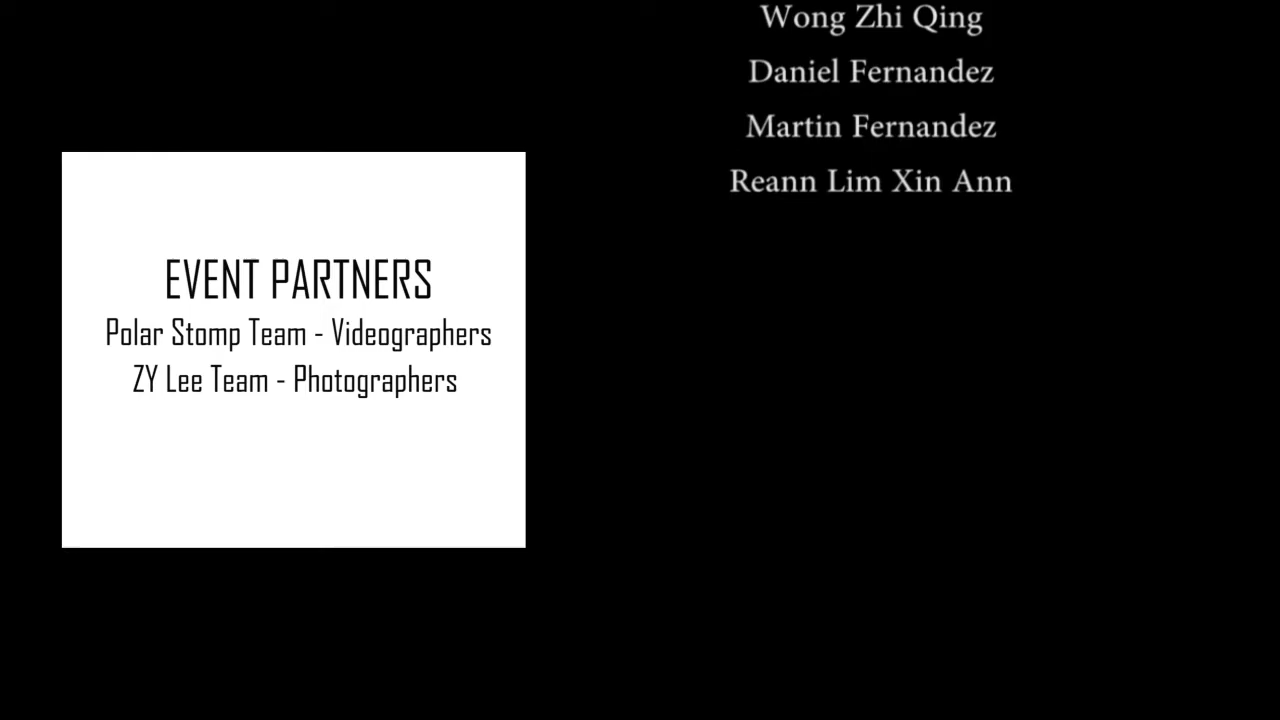 Wong Zhi Qing
Daniel Fernandez
Martin Fernandez
Reann Lim Xin Ann
EVENT PARTNERS
Polar Stomp Team - Videographers
ZY Lee Team - Photographers